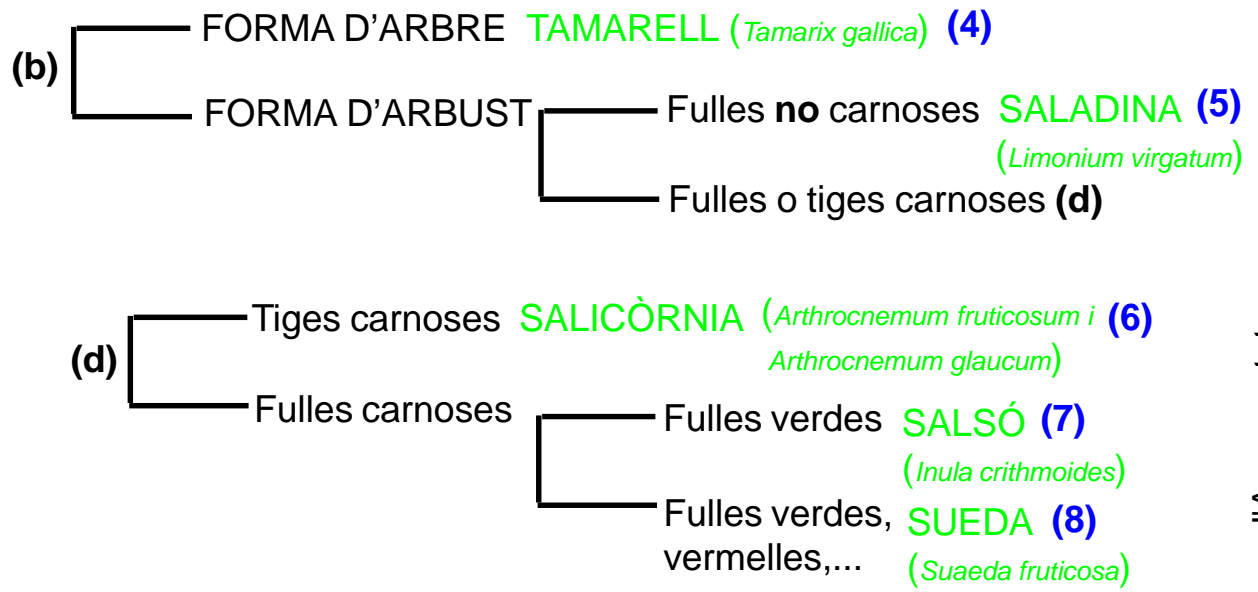 FORMA D'ARBRE TAMARELL (Tamarix gallica) (4)
(b)
FORMA D'ARBUST
Fulles no carnoses SALADINA (5)
(Limonium virgatum)
Fulles o tiges carnoses (d)
Tiges carnoses SALICÒRNIA (Arthrocnemum fruticosum i (6)
Arthrocnemum glaucum)
(d)
Fulles carnoses
Fulles verdes SALSÓ (7)
(Inula crithmoides)
Fulles verdes, SUEDA (8)
vermelles,... (Suaeda fruticosa)